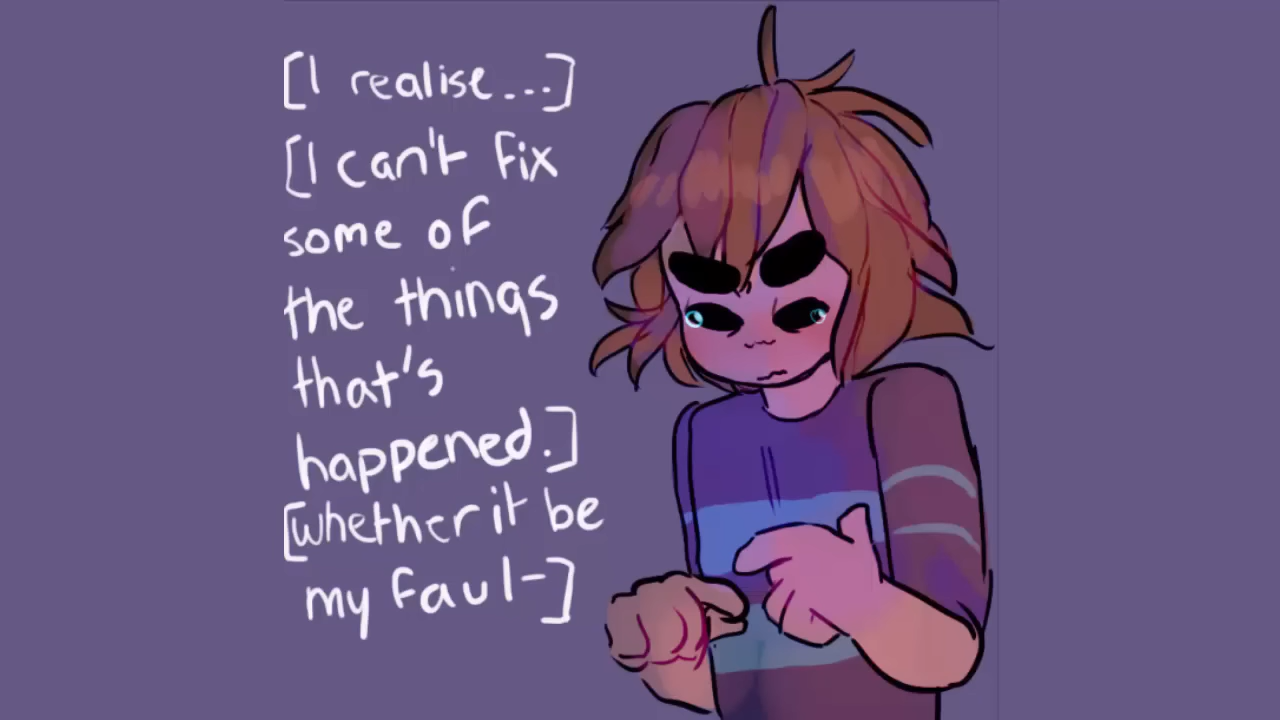 [I realise...]
[I can't fix
some of
the things
that's
happened.]
[whether it be
my faul-]